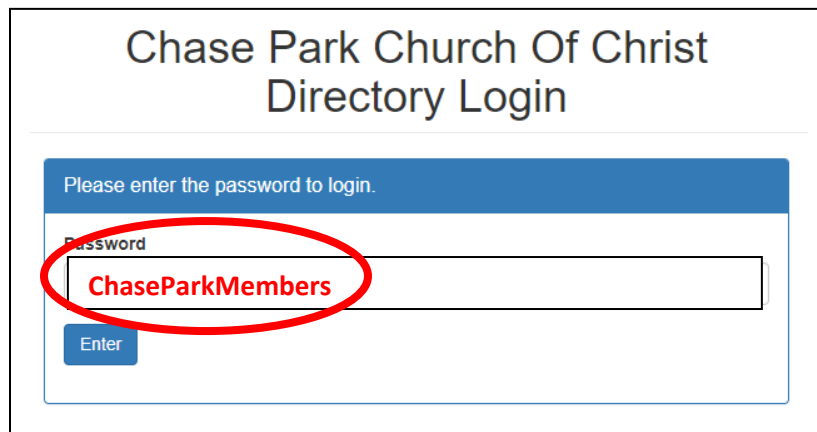 Chase Park Church Of Christ
Directory Login
Please enter the password to login.
Password
ChaseParkMembers
Enter